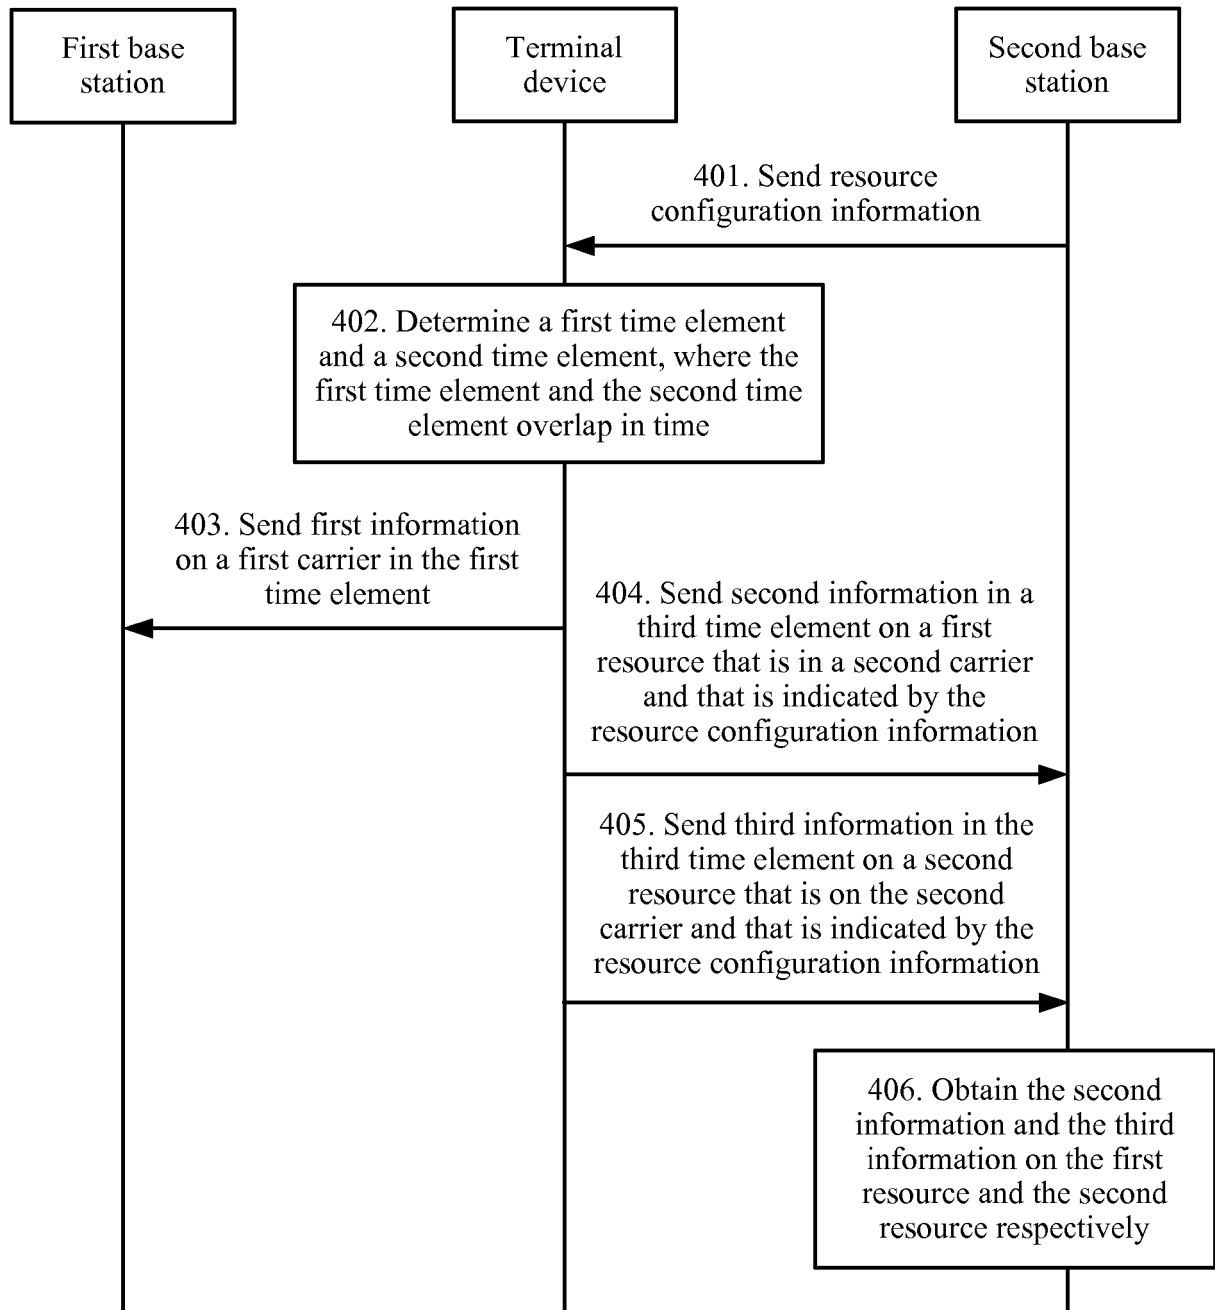 First base
station
Terminal
device
Second base
station
401. Send resource
configuration information
402. Determine a first time element
and a second time element, where the
first time element and the second time
element overlap in time
403. Send first information
on a first carrier in the first
time element
404. Send second information in a
third time element on a first
resource that is in a second carrier
and that is indicated by the
resource configuration information
405. Send third information in the
third time element on a second
resource that is on the second
carrier and that is indicated by the
resource configuration information
406. Obtain the second
information and the third
information on the first
resource and the second
resource respectively